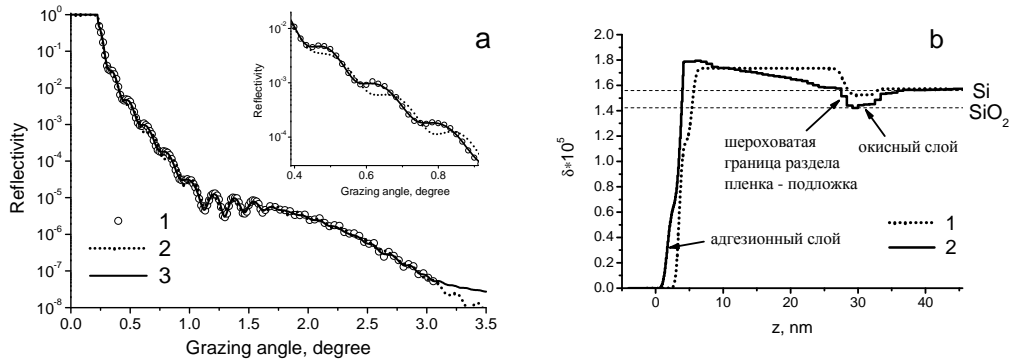 a
10^0
10^-1
10^-2
10^-3
10^-4
10^-5
10^-6
10^-7
10^-8
Reflectivity
0.0 0.5 1.0 1.5 2.0 2.5 3.0 3.5
Grazing angle, degree
1
2
3
10^-2
10^-3
10^-4
Reflectivity
0.4 0.6 0.8
Grazing angle, degree
b
2.0
1.8
1.6
1.4
1.2
1.0
0.8
0.6
0.4
0.2
0.0
δ*10^5
Si
SiO2
шероховатая
граница раздела
пленка - подложка
окисный слой
адгезионный слой
1
2
0 10 20 30 40
z, nm